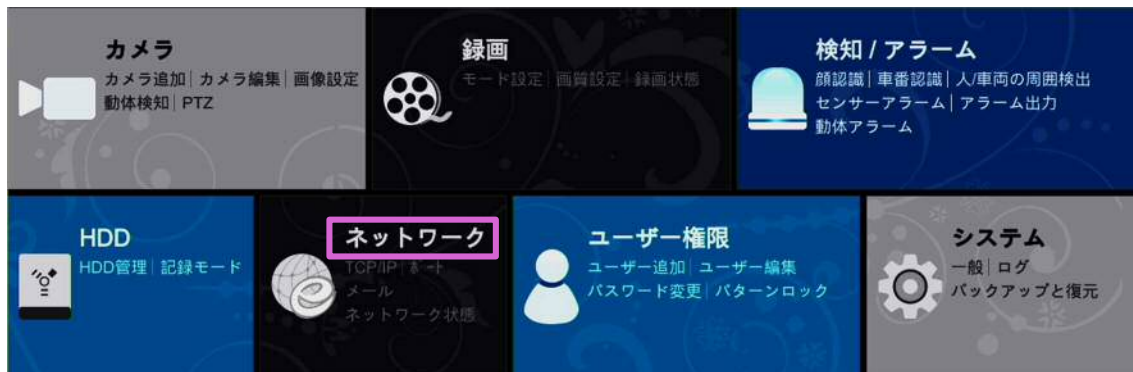 カメラ
カメラ追加│カメラ編集│画像設定
動体検知│PTZ
録画
モード設定│画質設定│録画状態
検知 / アラーム
顔認識│車番認識│人/車両の周囲検出
センサーアラーム│アラーム出力
動体アラーム
HDD
HDD管理│記録モード
ネットワーク
TCP/IP│ポート
メール
ネットワーク状態
ユーザー権限
ユーザー追加│ユーザー編集
パスワード変更│パターンロック
システム
一般│ログ
バックアップと復元